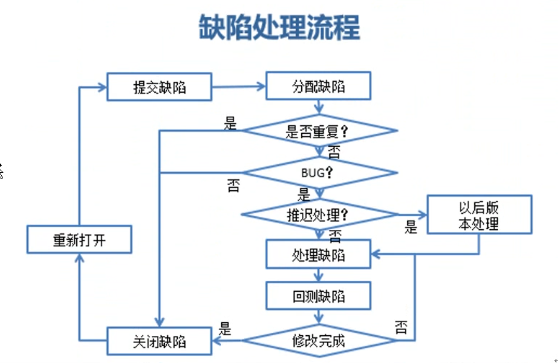 缺陷处理流程
提交缺陷
分配缺陷
是
是否重复？
否
BUG?
否
是
推迟处理？
是
以后版
本处理
否
重新打开
处理缺陷
回测缺陷
关闭缺陷
是
修改完成
否